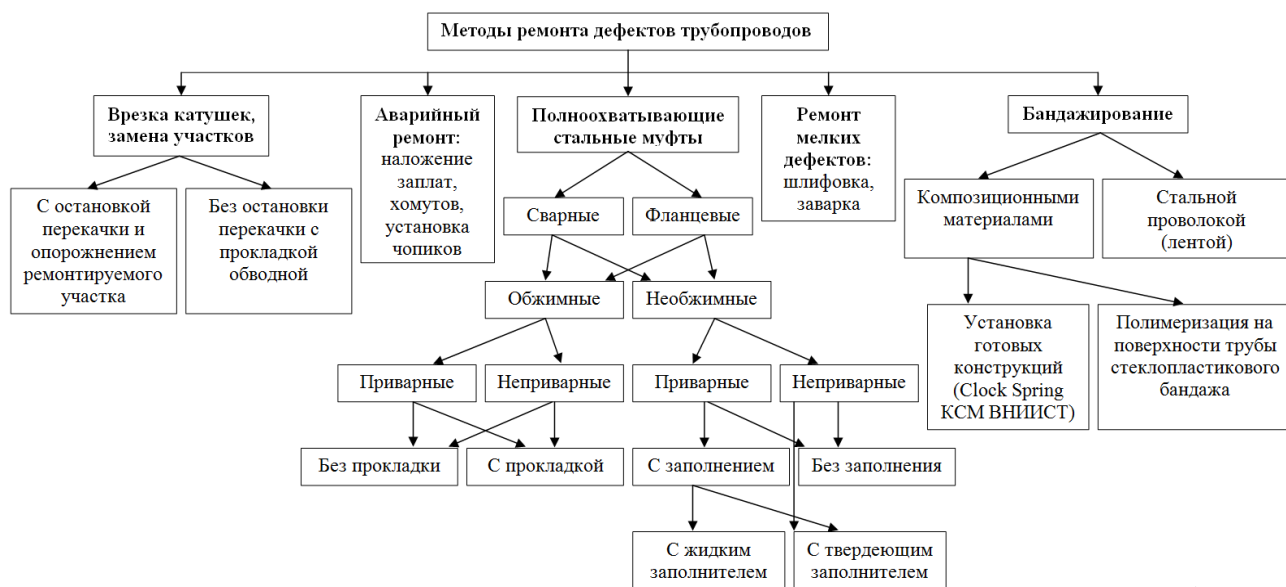 Методы ремонта дефектов трубопроводов
Врезка катушек,
замена участков
Аварийный
ремонт:
наложение
заплат,
хомутов,
установка
чопиков
Полноохватывающие
стальные муфты
Ремонт
мелких
дефектов:
шлифовка,
заварка
Бандажирование
С остановкой
перекачки и
опорожнением
ремонтируемого
участка
Без остановки
перекачки с
прокладкой
обводной
Сварные
Фланцевые
Композиционными
материалами
Стальной
проволокой
(лентой)
Обжимные
Необжимные
Установка
готовых
конструкций
(Clock Spring
КСМ ВНИИСТ)
Полимеризация на
поверхности трубы
стеклопластикового
бандажа
Приварные
Неприварные
Приварные
Неприварные
Без прокладки
С прокладкой
С заполнением
Без заполнения
С жидким
заполнителем
С твердеющим
заполнителем